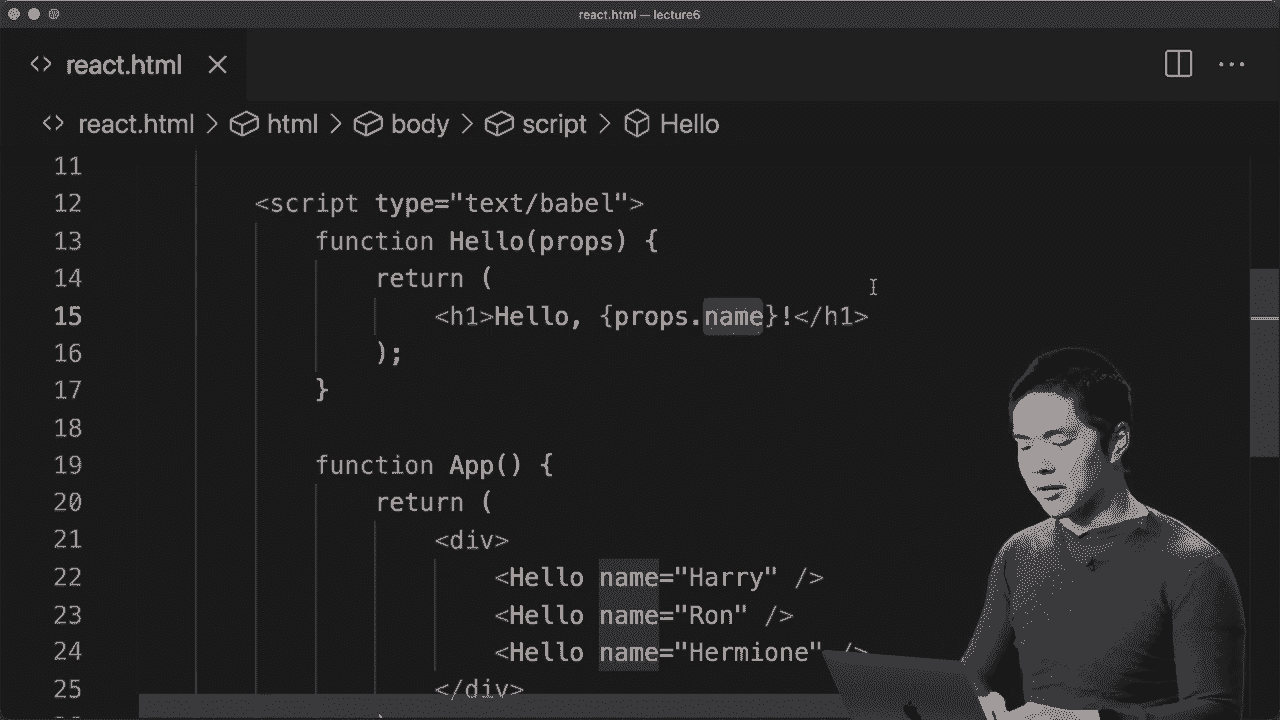 react.html — lecture6
<> react.html ×
<> react.html > html > body > script > Hello
11
12 <script type="text/babel">
13 function Hello(props) {
14 return (
15 <h1>Hello, {props.name}!</h1>
16 );
17 }
18
19 function App() {
20 return (
21 <div>
22 <Hello name="Harry" />
23 <Hello name="Ron" />
24 <Hello name="Hermione" />
25 </div>